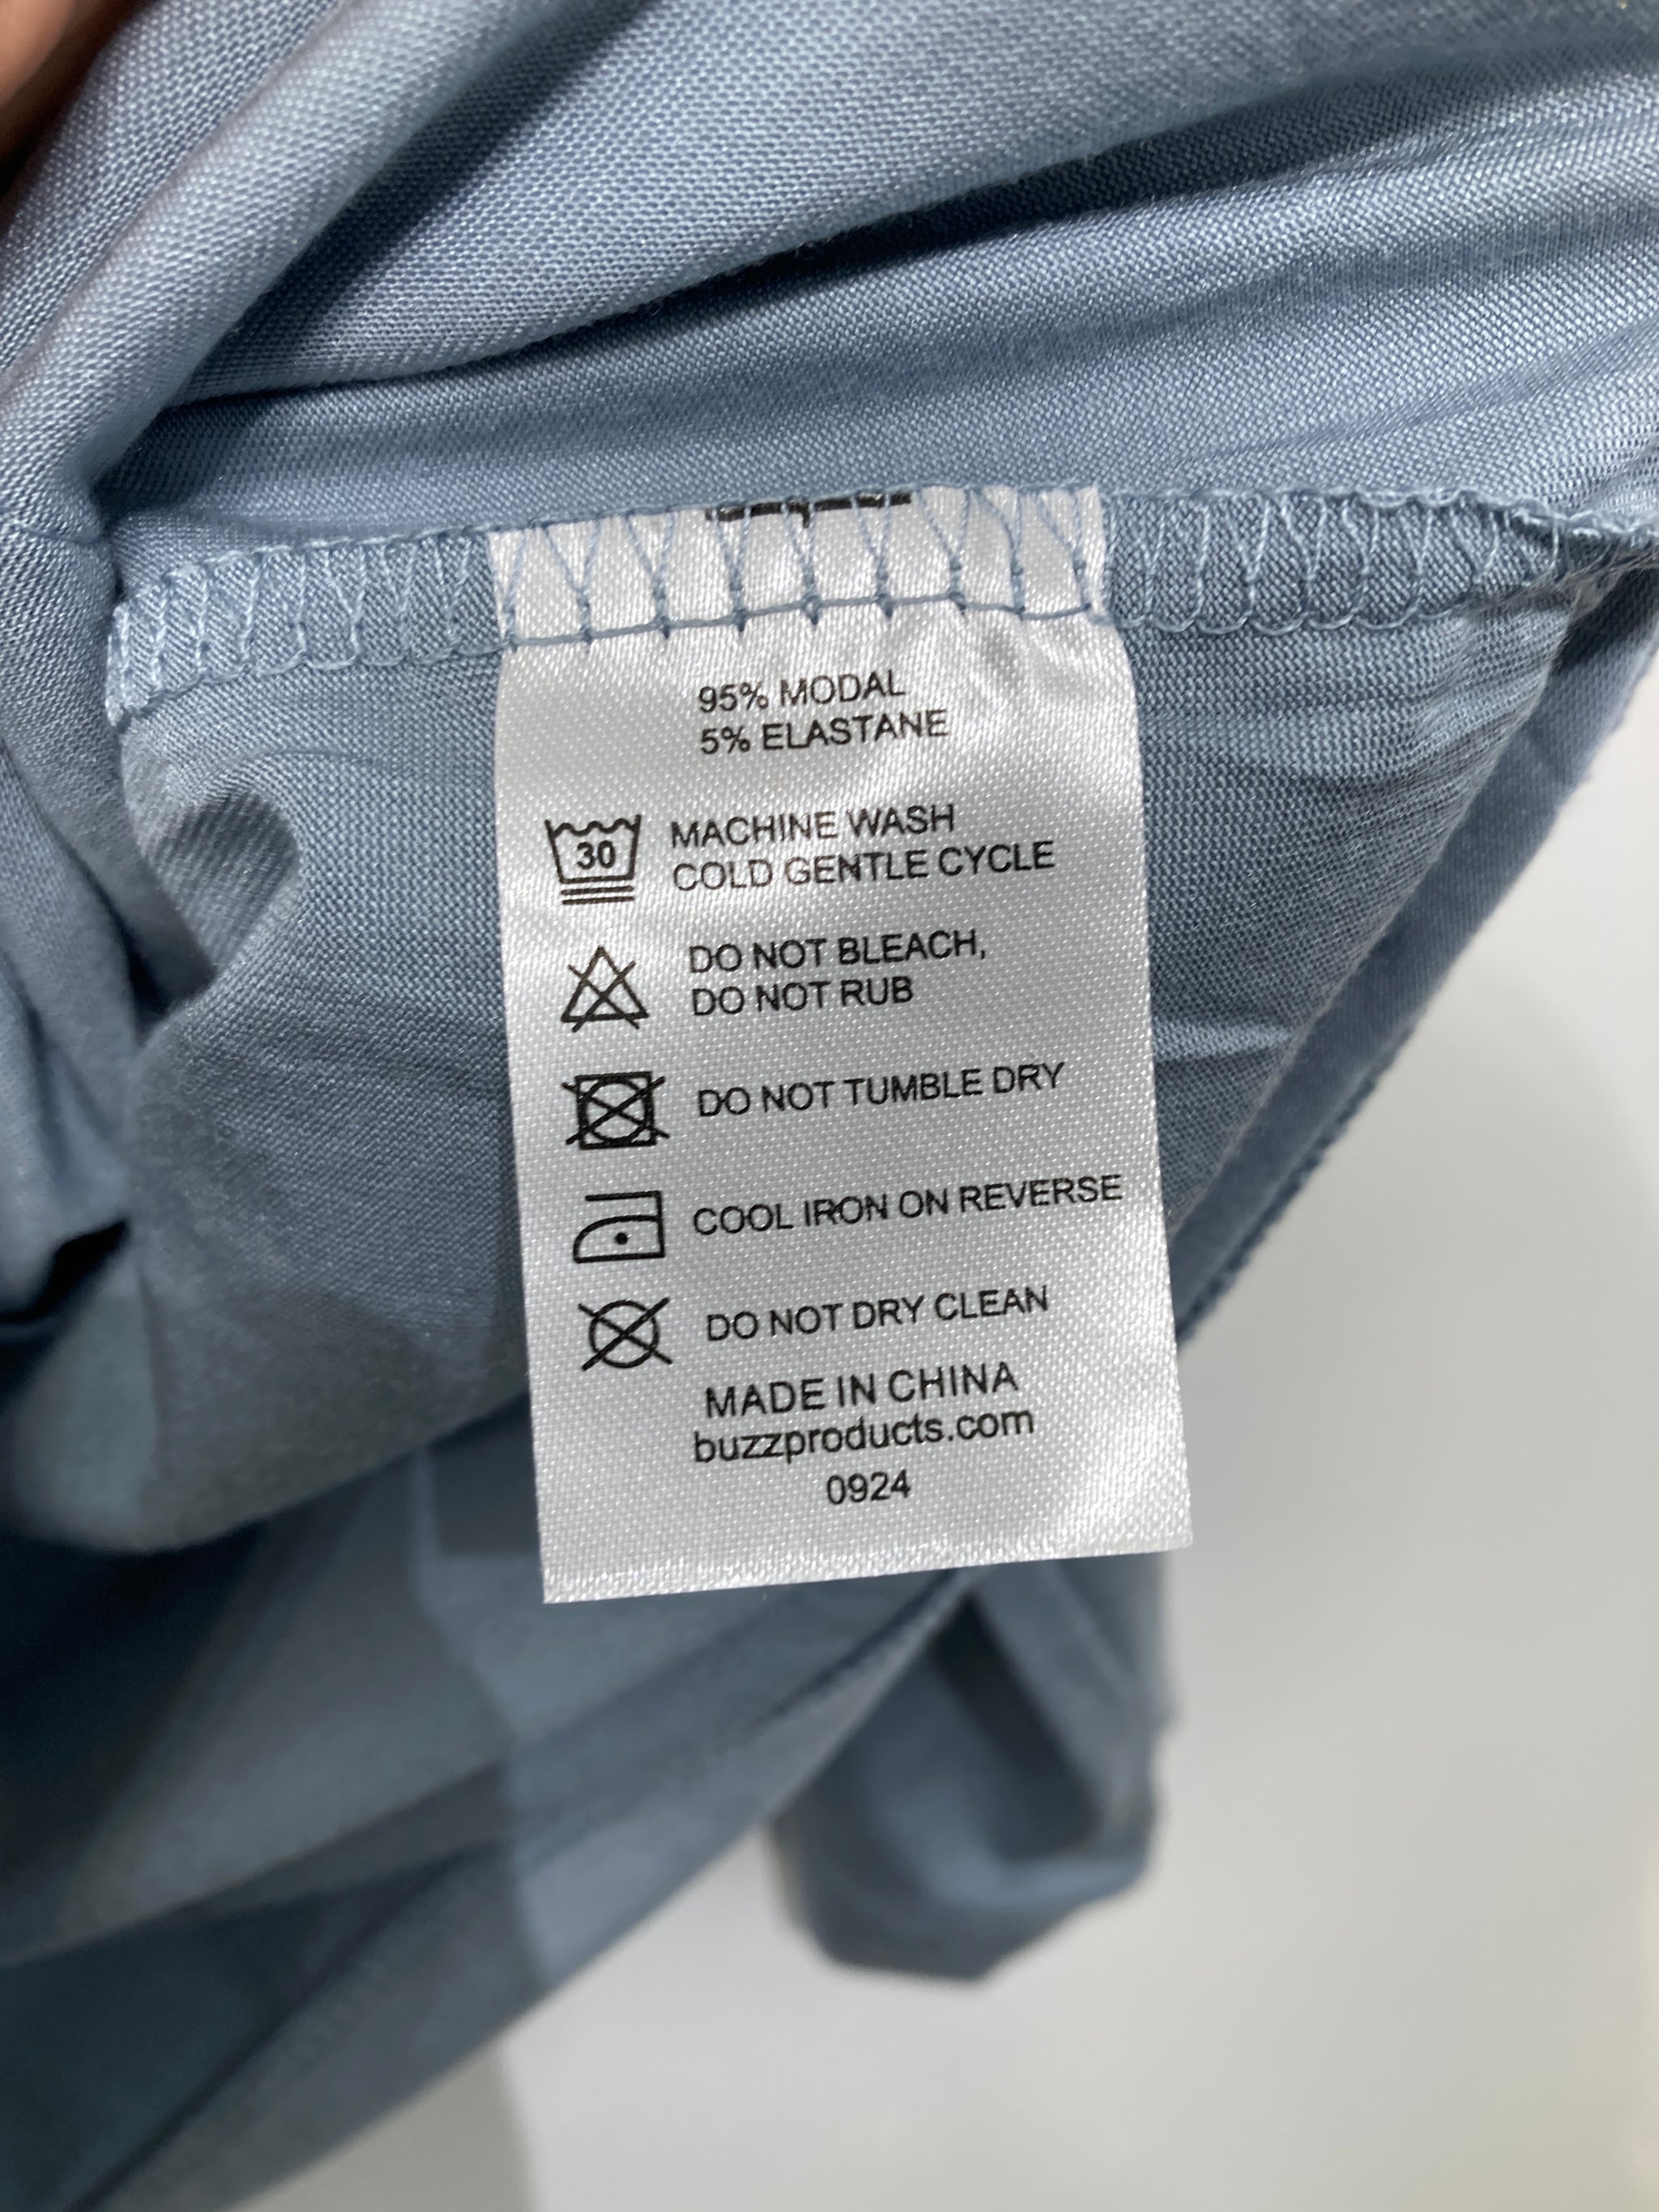 95% MODAL
5% ELASTANE
30
MACHINE WASH
COLD GENTLE CYCLE
DO NOT BLEACH,
DO NOT RUB
DO NOT TUMBLE DRY
COOL IRON ON REVERSE
DO NOT DRY CLEAN
MADE IN CHINA
buzzproducts.com
0924